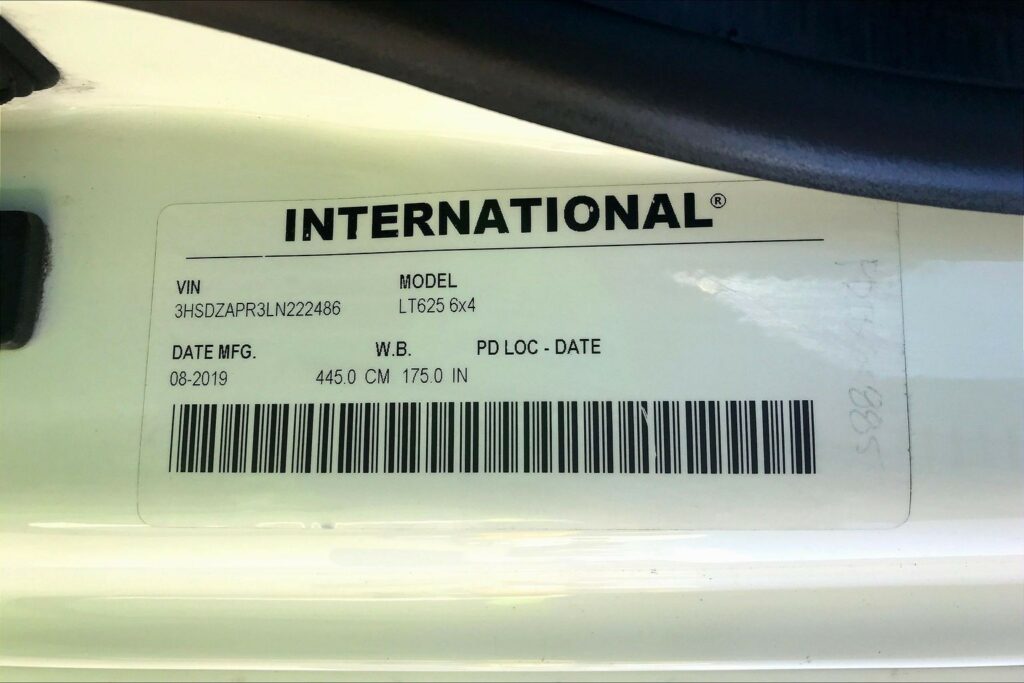 INTERNATIONAL®
VIN MODEL
3HSDZAPR3LN222486 LT625 6x4
DATE MFG. W.B. PD LOC - DATE
08-2019 445.0 CM 175.0 IN